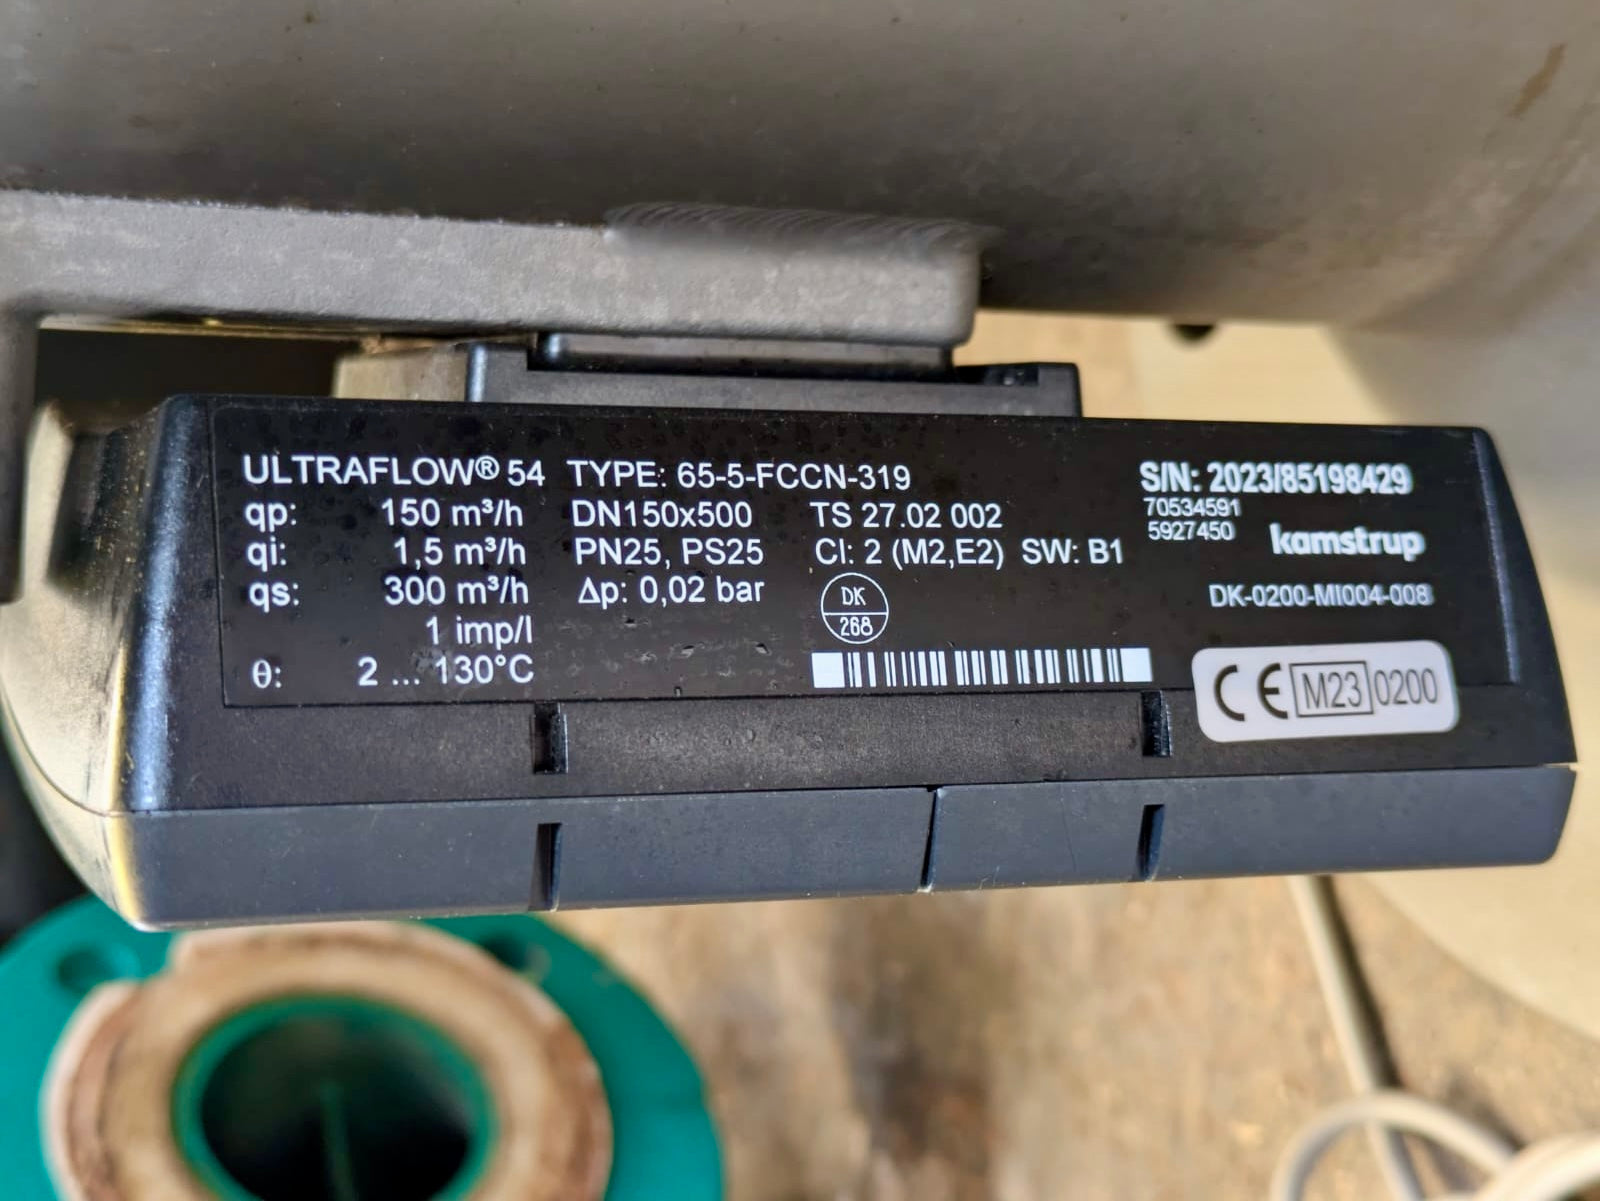 ULTRAFLOW® 54 TYPE: 65-5-FCCN-319
qp: 150 m³/h DN150x500 TS 27.02 002
qi: 1,5 m³/h PN25, PS25 Cl: 2 (M2,E2) SW: B1
qs: 300 m³/h Δp: 0,02 bar
1 imp/l
θ: 2 ... 130°C
DK
268
S/N: 2023/85198429
70534591
5927450
kamstrup
DK-0200-MI004-008
CE M23 0200